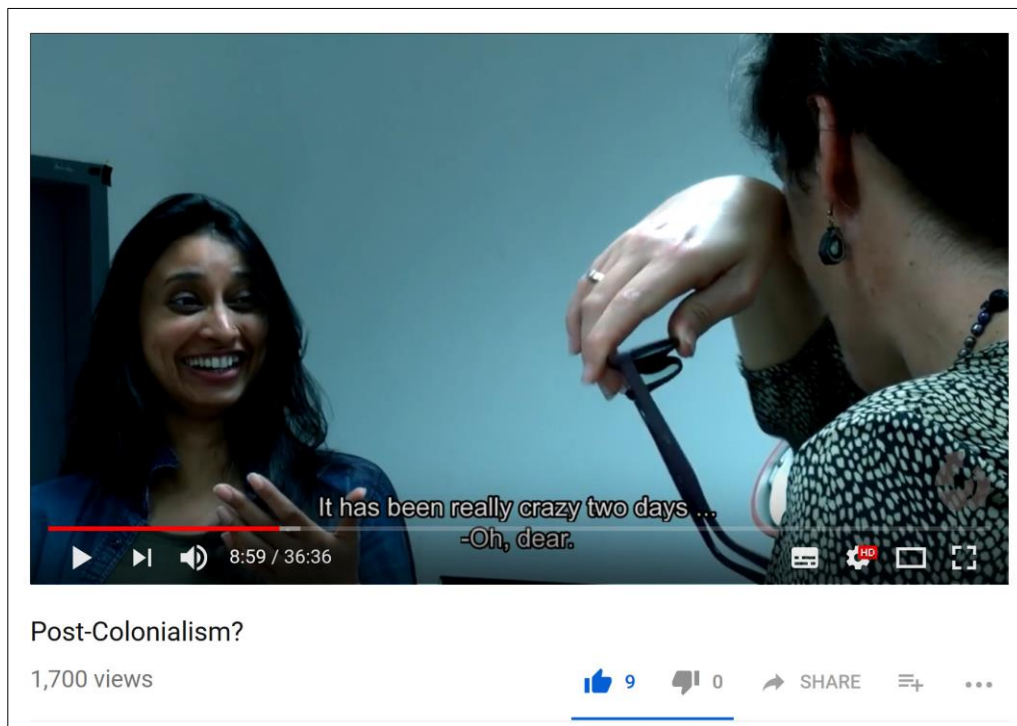 It has been really crazy two days ...
-Oh, dear.
8:59 / 36:36
HD
Post-Colonialism?
1,700 views
9
0
SHARE